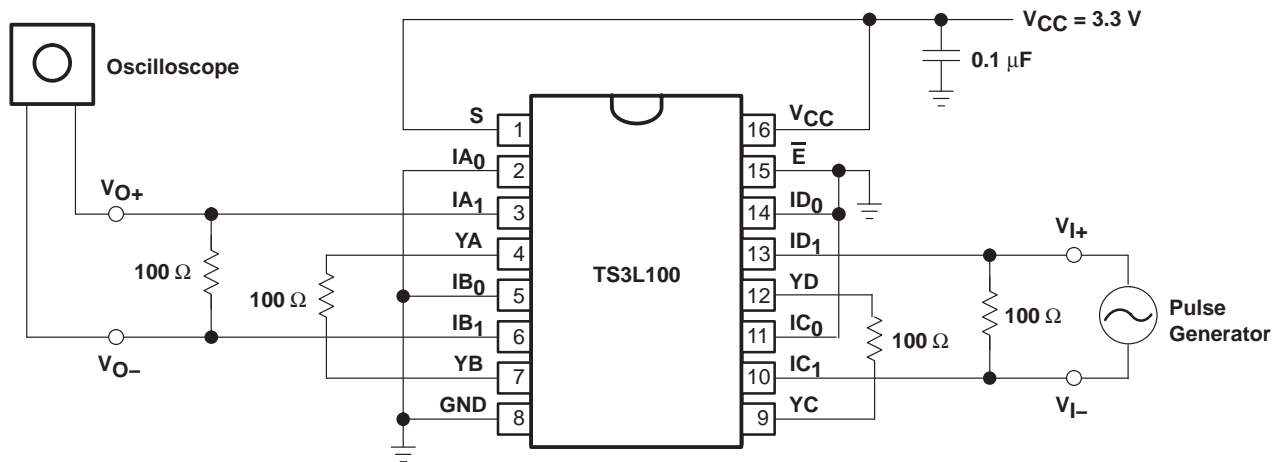 VCC = 3.3 V
0.1 μF
Oscilloscope
S
1
16
VCC
IA0
2
15
E
VO+
IA1
3
14
ID0
YA
4
13
ID1
VI+
100 Ω
100 Ω
IB0
5
TS3L100
12
YD
IB1
6
11
IC0
100 Ω
100 Ω
Pulse
Generator
VO–
YB
7
10
IC1
GND
8
9
YC
VI–